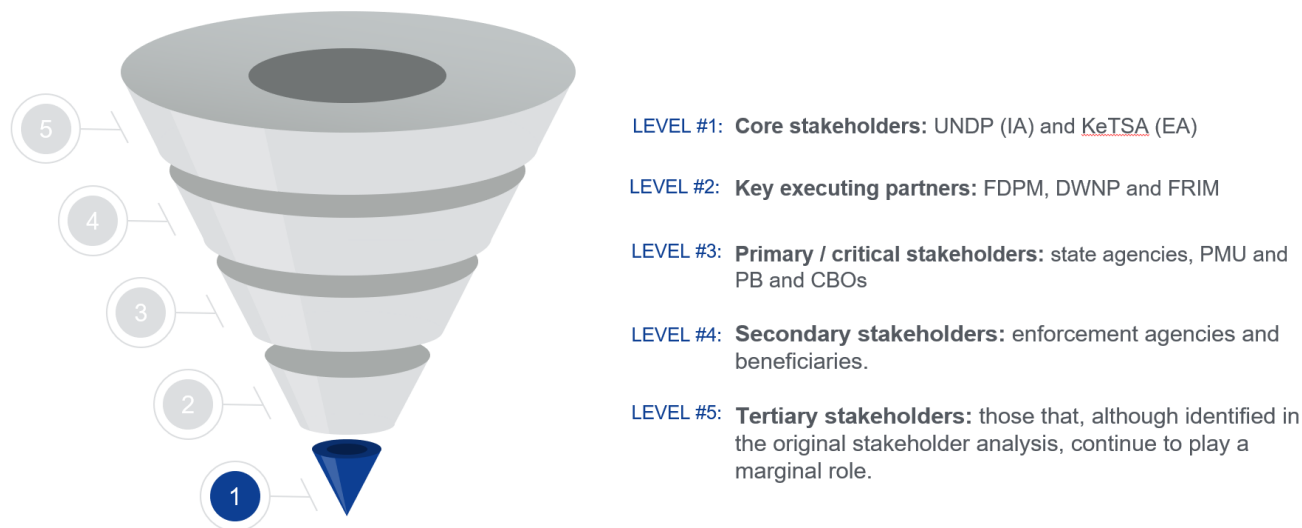 5
4
3
2
1
LEVEL #1: Core stakeholders: UNDP (IA) and KeTSA (EA)
LEVEL #2: Key executing partners: FDPM, DWNP and FRIM
LEVEL #3: Primary / critical stakeholders: state agencies, PMU and
PB and CBOs
LEVEL #4: Secondary stakeholders: enforcement agencies and
beneficiaries.
LEVEL #5: Tertiary stakeholders: those that, although identified in
the original stakeholder analysis, continue to play a
marginal role.